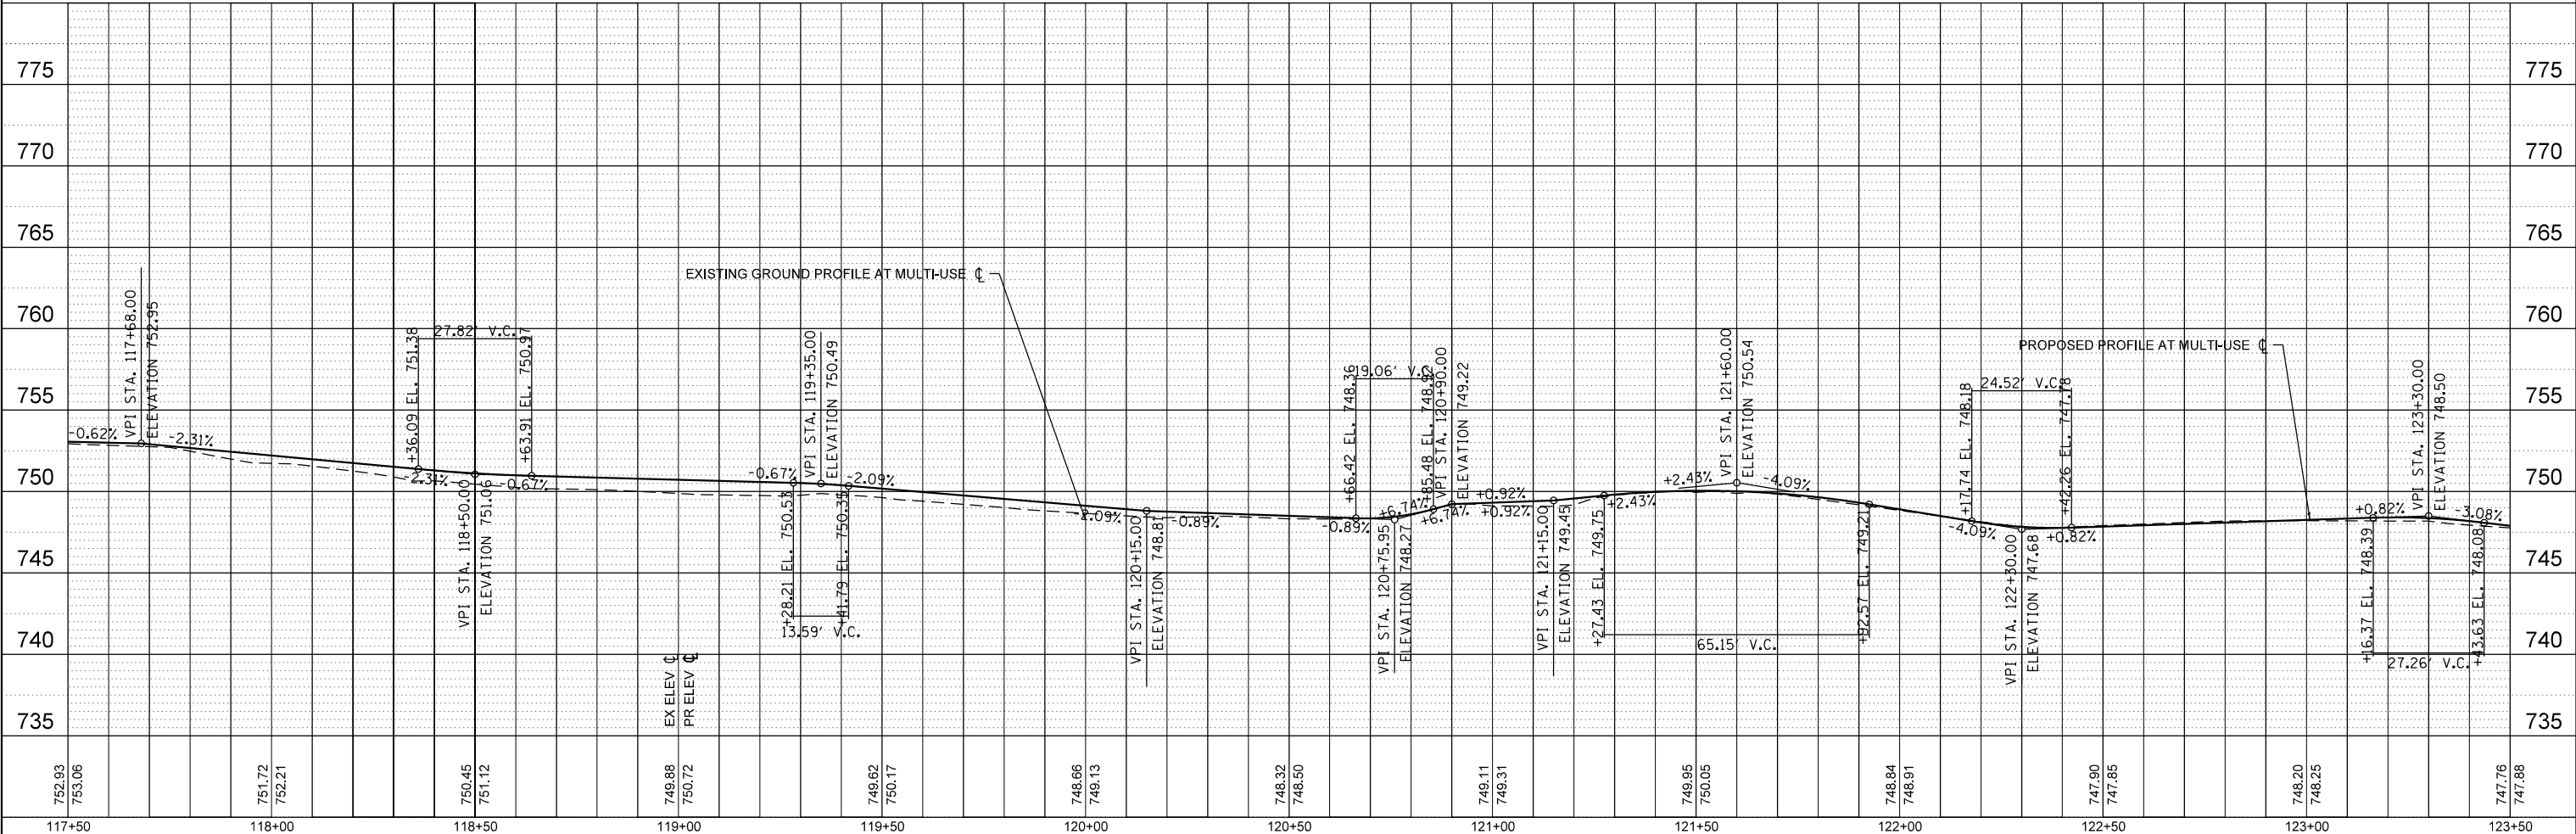 775
775
770
770
765
765
EXISTING GROUND PROFILE AT MULTI-USE ℄
760
760
VPI STA. 117+68.00
ELEVATION 752.95
-0.62%
-2.31%
+36.09 EL. 751.38
27.82' V.C.
+63.91 EL. 750.97
-2.31%
-0.67%
VPI STA. 118+50.00
ELEVATION 751.06
VPI STA. 119+35.00
ELEVATION 750.49
-0.67%
-2.09%
+28.21 EL. 750.53
+41.79 EL. 750.35
13.59' V.C.
-2.09%
-0.89%
VPI STA. 120+15.00
ELEVATION 748.81
+66.42 EL. 748.36
19.06' V.C.
+85.48 EL. 748.92
VPI STA. 120+90.00
ELEVATION 749.22
-0.89%
+6.74%
+6.74%
+0.92%
+0.92%
VPI STA. 120+75.95
ELEVATION 748.27
VPI STA. 121+15.00
ELEVATION 749.45
+27.43 EL. 749.75
+2.43%
+2.43%
VPI STA. 121+60.00
ELEVATION 750.54
-4.09%
65.15' V.C.
+92.57 EL. 749.21
PROPOSED PROFILE AT MULTI-USE ℄
+17.74 EL. 748.18
24.52' V.C.
+42.26 EL. 747.78
-4.09%
+0.82%
VPI STA. 122+30.00
ELEVATION 747.68
+0.82%
VPI STA. 123+30.00
ELEVATION 748.50
-3.08%
+16.37 EL. 748.39
27.26' V.C.
+43.63 EL. 748.08
755
755
750
750
745
745
740
740
EX ELEV ℄
PR ELEV ℄
735
735
752.93
753.06
751.72
752.21
750.45
751.12
749.88
750.72
749.62
750.17
748.66
749.13
748.32
748.50
749.11
749.31
749.95
750.05
748.84
748.91
747.90
747.85
748.20
748.25
747.76
747.88
117+50
118+00
118+50
119+00
119+50
120+00
120+50
121+00
121+50
122+00
122+50
123+00
123+50